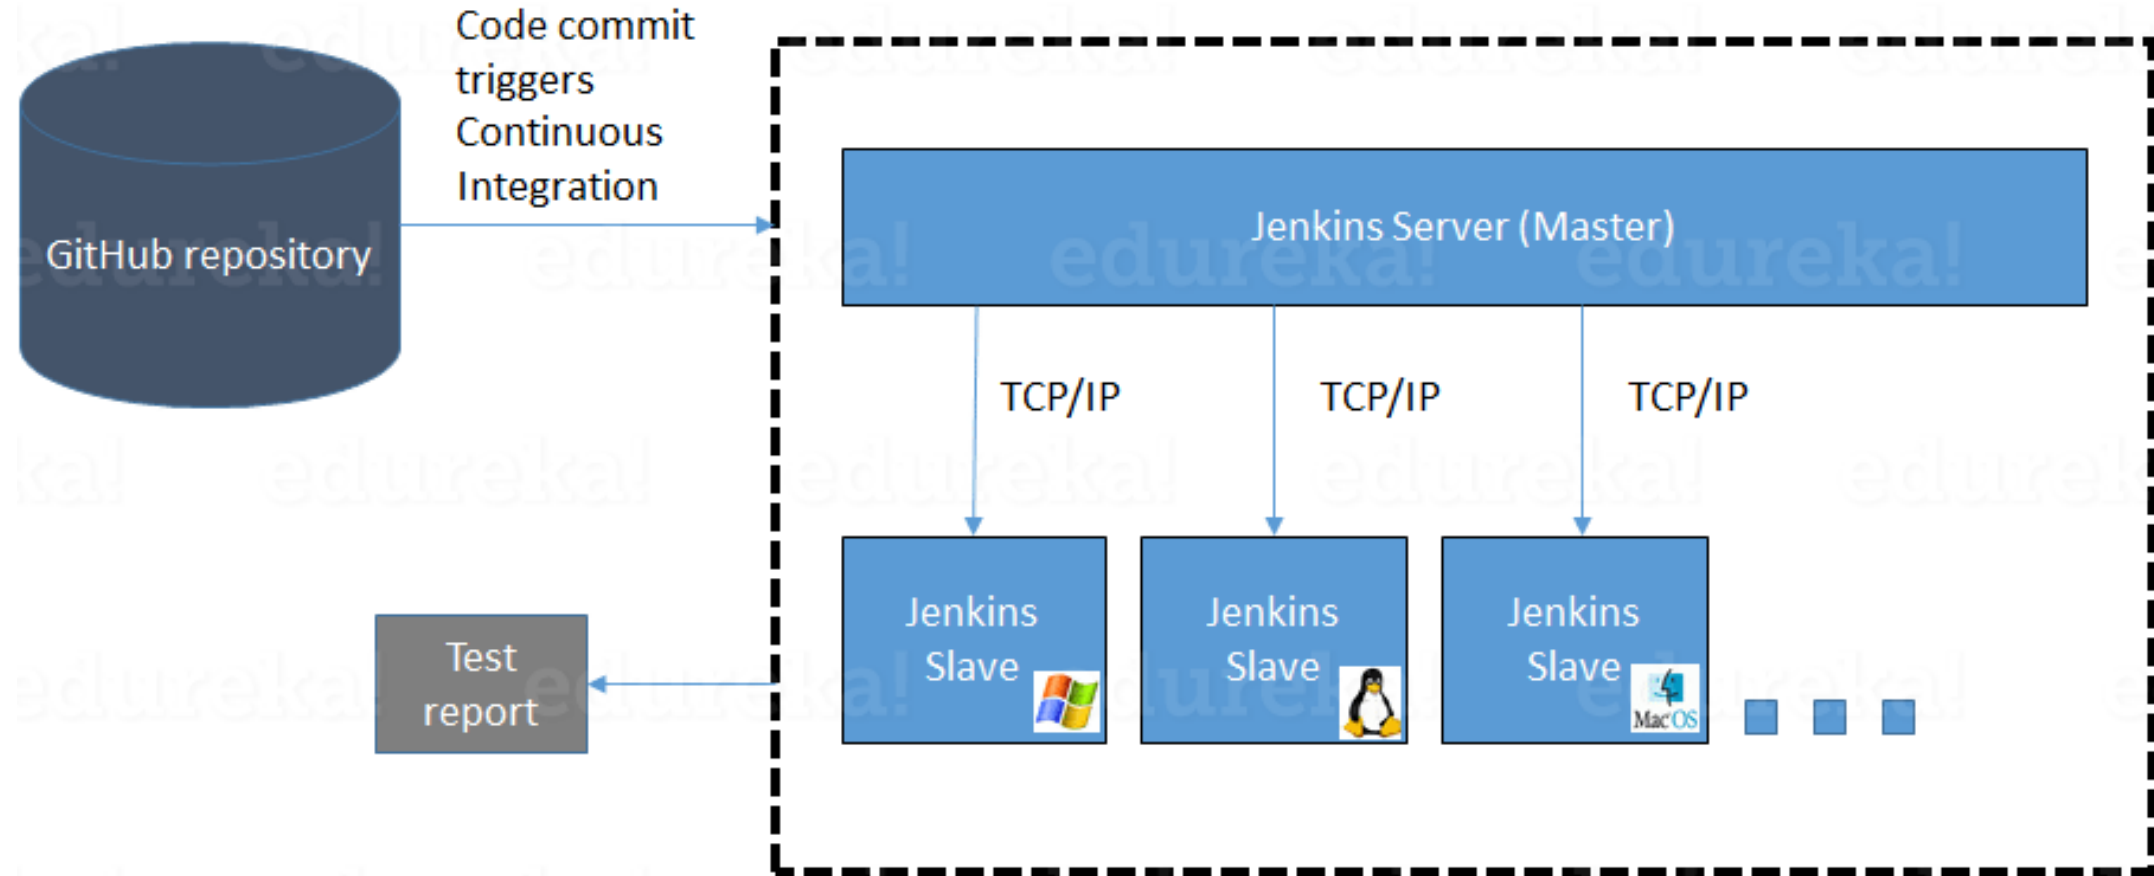 Code commit
triggers
Continuous
Integration
GitHub repository
Jenkins Server (Master)
TCP/IP
TCP/IP
TCP/IP
Jenkins
Slave
Jenkins
Slave
Jenkins
Slave
Mac OS
Test
report
edureka!